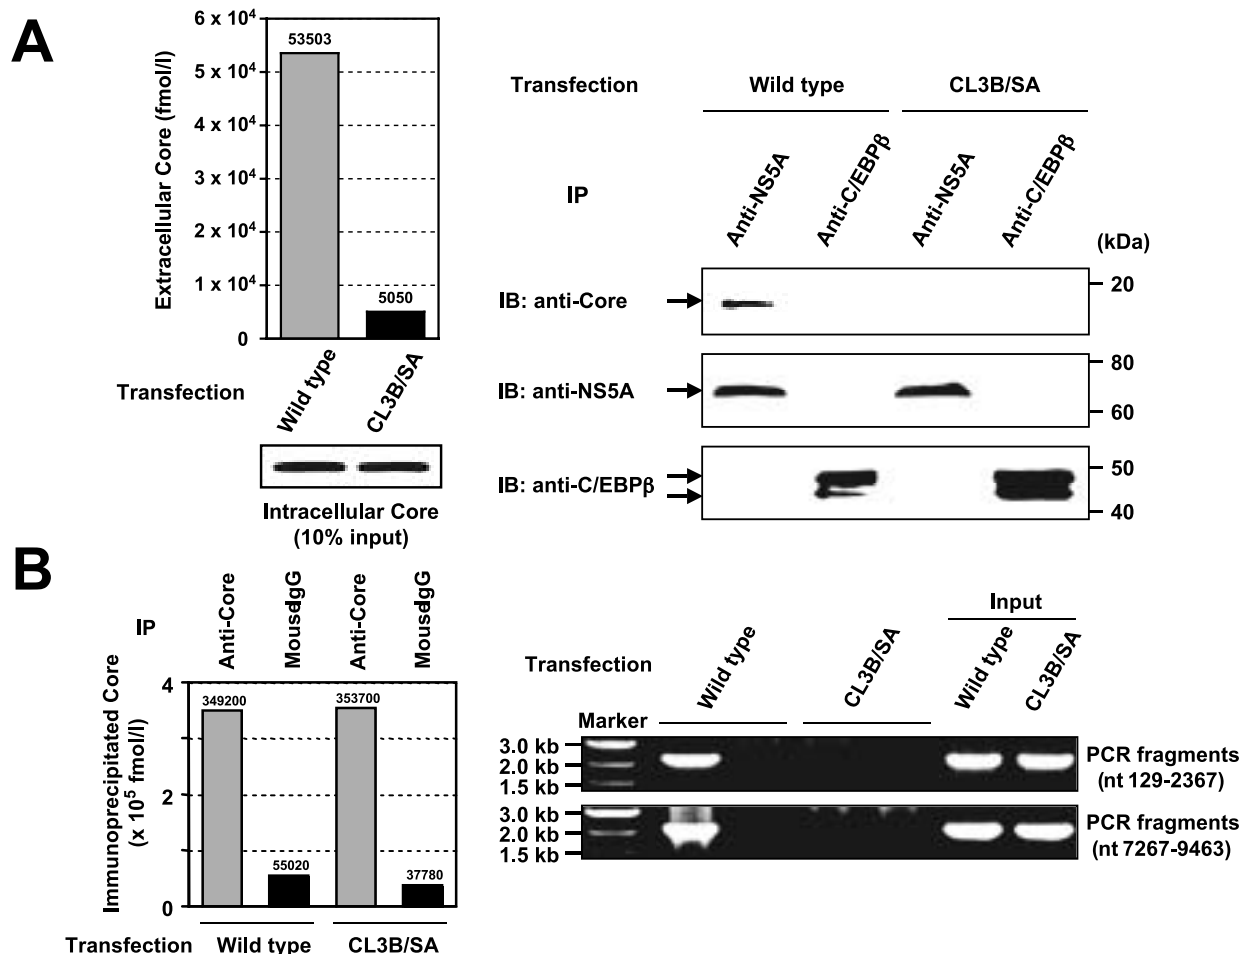 A
6 x 10⁴
5 x 10⁴
4 x 10⁴
3 x 10⁴
2 x 10⁴
1 x 10⁴
0
Extracellular Core (fmol/l)
53503
5050
Transfection
Wild type
CL3B/SA
Intracellular Core
(10% input)
Transfection
Wild type
CL3B/SA
IP
Anti-NS5A
Anti-C/EBPβ
Anti-NS5A
Anti-C/EBPβ
(kDa)
IB: anti-Core
20
IB: anti-NS5A
80
60
IB: anti-C/EBPβ
50
40
B
IP
Anti-Core
MouseIgG
Anti-Core
MouseIgG
Immunoprecipitated Core
(x 10⁵ fmol/l)
4
2
0
349200
55020
353700
37780
Transfection
Wild type
CL3B/SA
Input
Transfection
Wild type
CL3B/SA
Wild type
CL3B/SA
Marker
3.0 kb
2.0 kb
1.5 kb
PCR fragments
(nt 129-2367)
3.0 kb
2.0 kb
1.5 kb
PCR fragments
(nt 7267-9463)